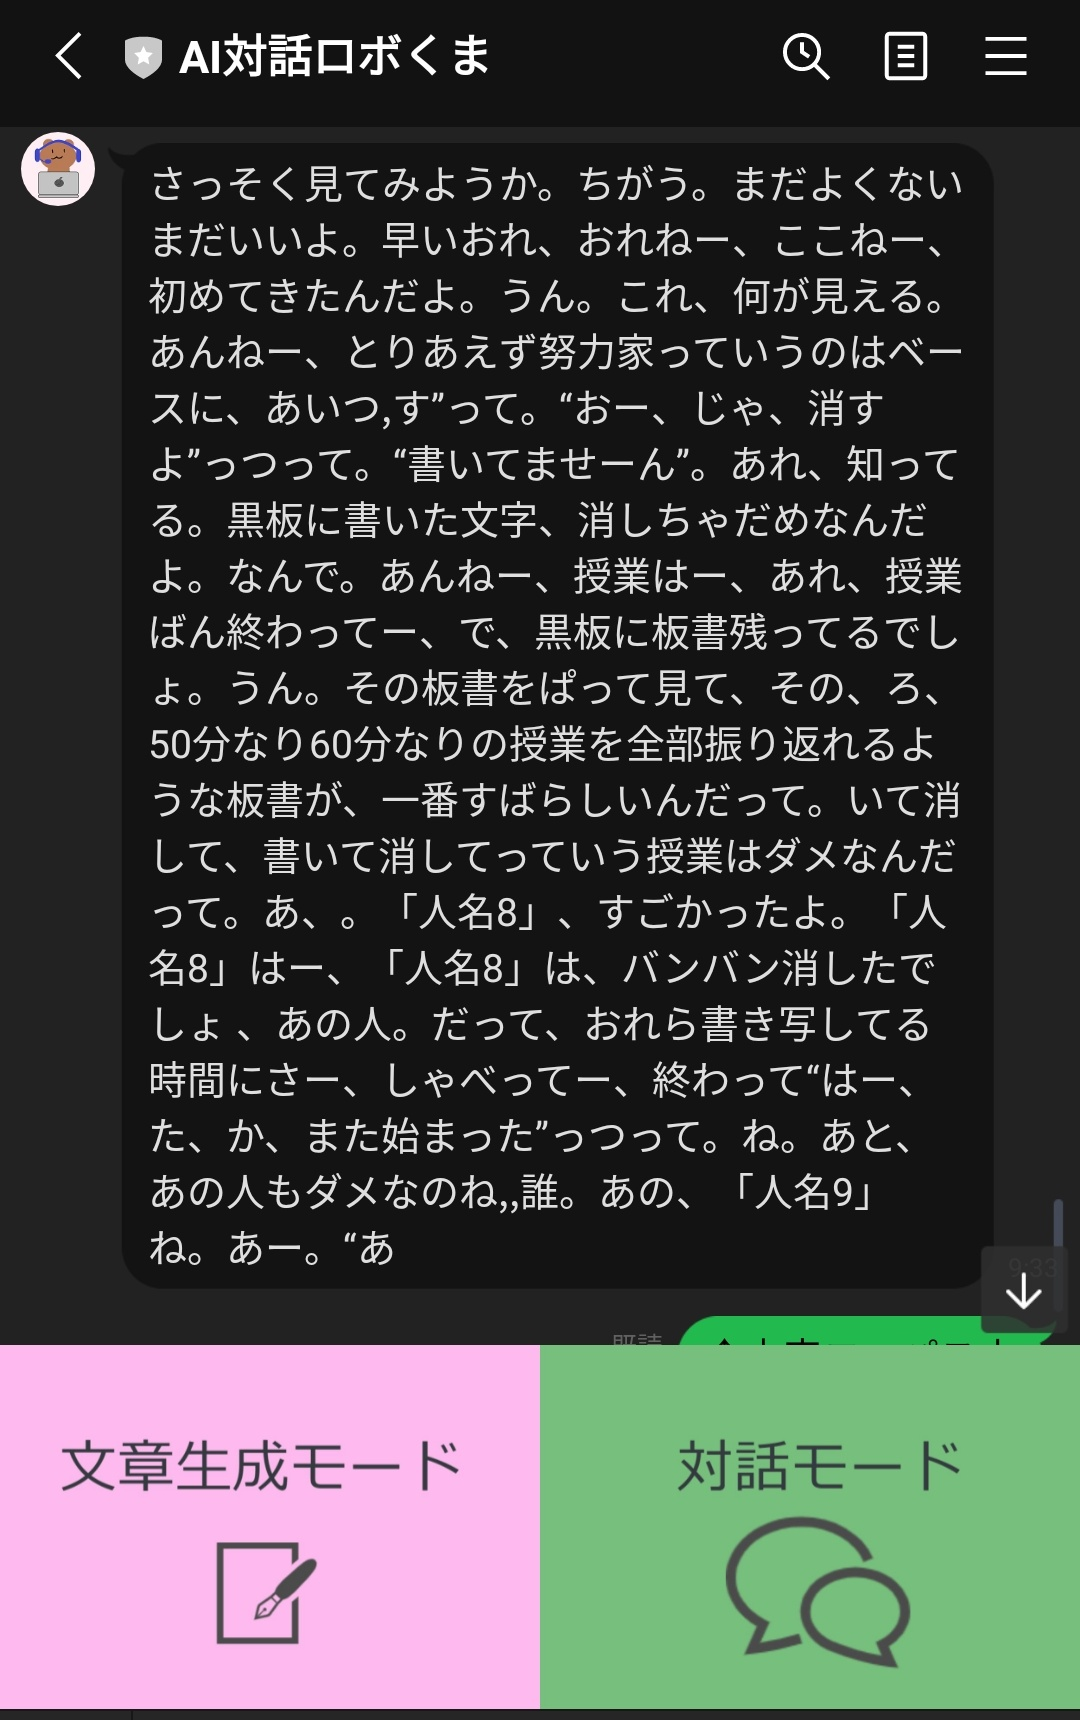 AI対話ロボくま
さっそく見てみようか。ちがう。まだよくない
まだいいよ。早いおれ、おれねー、ここねー、
初めてきたんだよ。うん。これ、何が見える。
あんねー、とりあえず努力家っていうのはベー
スに、あいつ,す”って。“おー、じゃ、消す
よ”っつって。“書いてませーん”。あれ、知って
る。黒板に書いた文字、消しちゃだめなんだ
よ。なんで。あんねー、授業はー、あれ、授業
ばん終わってー、で、黒板に板書残ってるでし
ょ。うん。その板書をぱって見て、その、ろ、
50分なり60分なりの授業を全部振り返れるよ
うな板書が、一番すばらしいんだって。いて消
して、書いて消してっていう授業はダメなんだ
って。あ、。「人名8」、すごかったよ。「人
名8」はー、「人名8」は、バンバン消したで
しょ 、あの人。だって、おれら書き写してる
時間にさー、しゃべってー、終わって“はー、
た、か、また始まった”っつって。ね。あと、
あの人もダメなのね,,誰。あの、「人名9」
ね。あー。“あ
9:33
既読
文章生成モード
対話モード